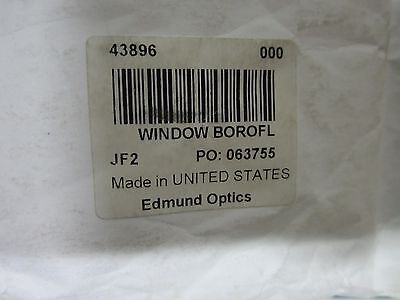 43896 000
WINDOW BOROFL
JF2 PO: 063755
Made in UNITED STATES
Edmund Optics